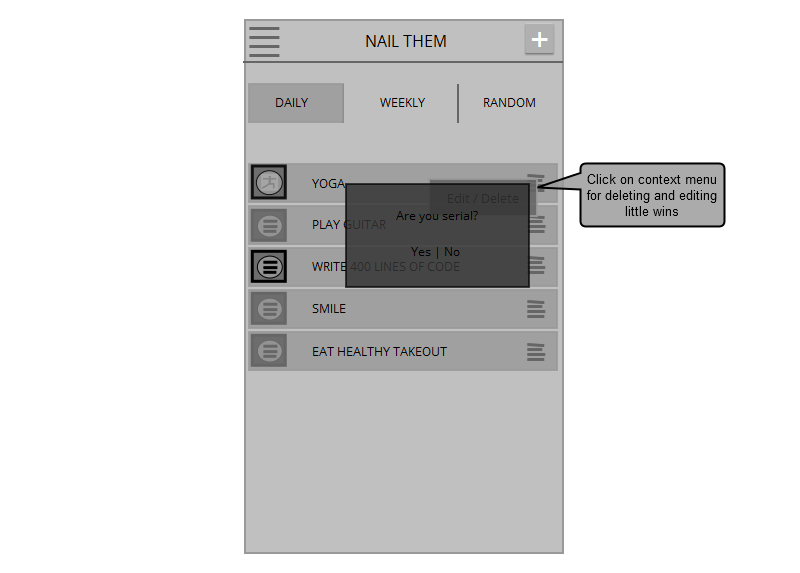 NAIL THEM
DAILY
WEEKLY
RANDOM
YOGA
Edit / Delete
Click on context menu
for deleting and editing
little wins
Are you serial?
PLAY GUITAR
Yes | No
WRITE 400 LINES OF CODE
SMILE
EAT HEALTHY TAKEOUT